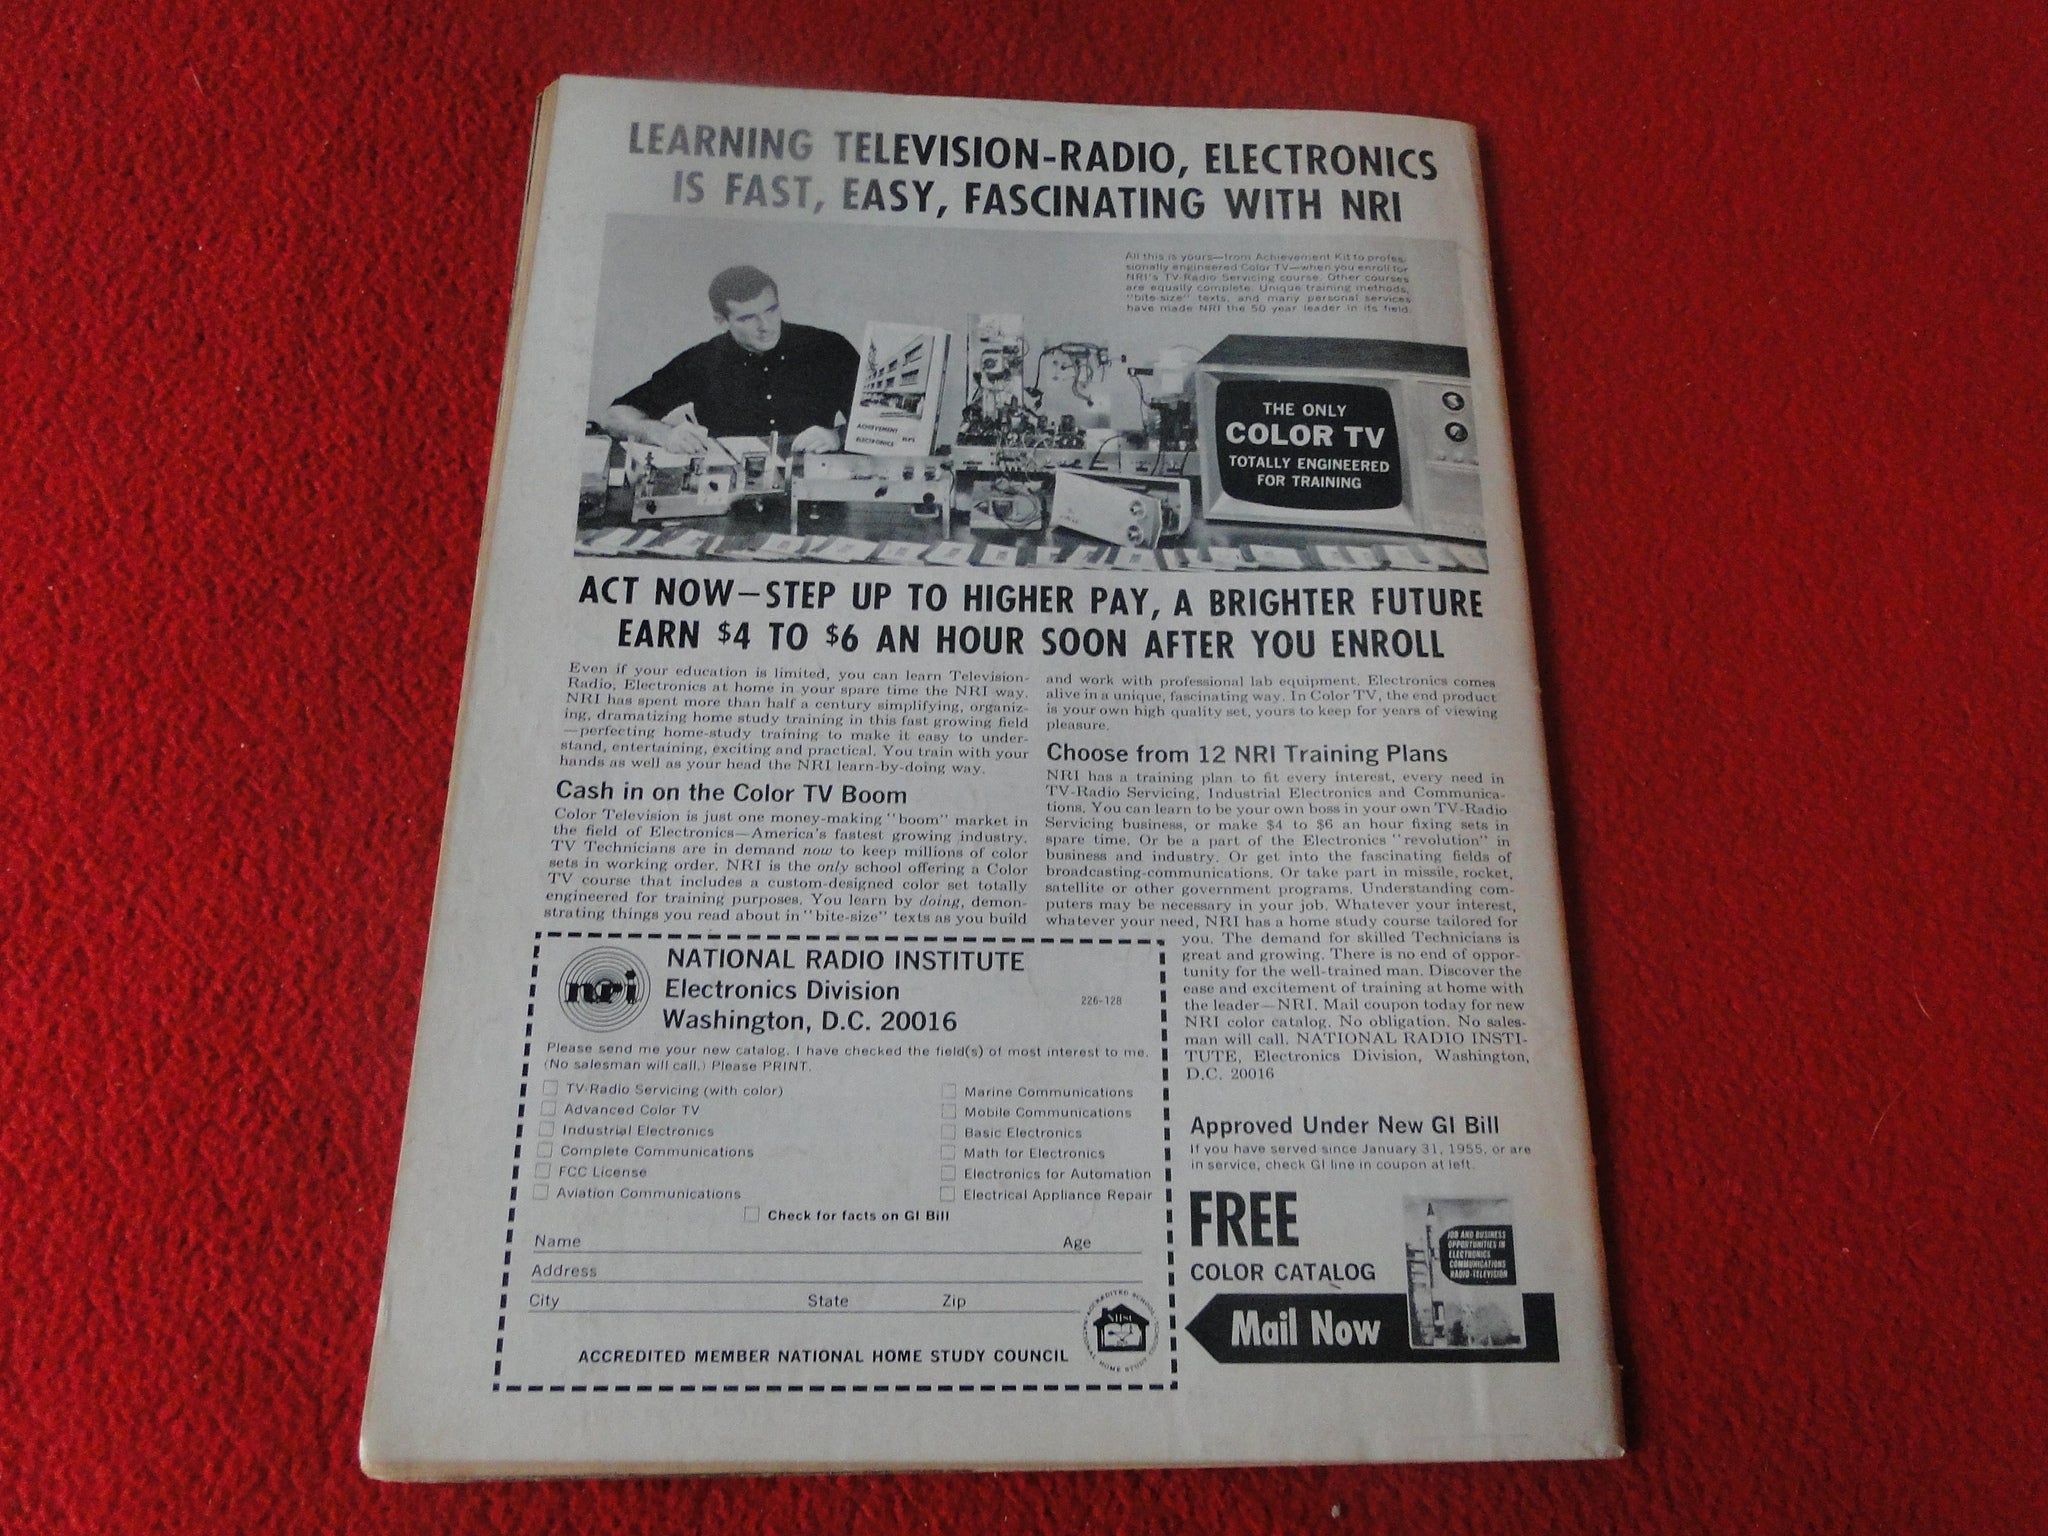 LEARNING TELEVISION-RADIO, ELECTRONICS
IS FAST, EASY, FASCINATING WITH NRI
All this is yours—from Achievement Kit to profes-
sionally engineered Color TV—when you enroll for
NRI's TV-Radio Servicing course. Other courses
are equally complete. Unique training methods,
"bite-size" texts, and many personal services
have made NRI the 50 year leader in its field.
ACHIEVEMENT
ELECTRONICS
THE ONLY
COLOR TV
TOTALLY ENGINEERED
FOR TRAINING
ACT NOW—STEP UP TO HIGHER PAY, A BRIGHTER FUTURE
EARN $4 TO $6 AN HOUR SOON AFTER YOU ENROLL
Even if your education is limited, you can learn Television-
Radio, Electronics at home in your spare time the NRI way.
NRI has spent more than half a century simplifying, organiz-
ing, dramatizing home study training in this fast growing field
—perfecting home-study training to make it easy to under-
stand, entertaining, exciting and practical. You train with your
hands as well as your head the NRI learn-by-doing way.
Cash in on the Color TV Boom
Color Television is just one money-making "boom" market in
the field of Electronics—America's fastest growing industry.
TV Technicians are in demand now to keep millions of color
sets in working order. NRI is the only school offering a Color
TV course that includes a custom-designed color set totally
engineered for training purposes. You learn by doing, demon-
strating things you read about in "bite-size" texts as you build
and work with professional lab equipment. Electronics comes
alive in a unique, fascinating way. In Color TV, the end product
is your own high quality set, yours to keep for years of viewing
pleasure.
Choose from 12 NRI Training Plans
NRI has a training plan to fit every interest, every need in
TV-Radio Servicing, Industrial Electronics and Communica-
tions. You can learn to be your own boss in your own TV-Radio
Servicing business, or make $4 to $6 an hour fixing sets in
spare time. Or be a part of the Electronics "revolution" in
business and industry. Or get into the fascinating fields of
broadcasting-communications. Or take part in missile, rocket,
satellite or other government programs. Understanding com-
puters may be necessary in your job. Whatever your interest,
whatever your need, NRI has a home study course tailored for
you. The demand for skilled Technicians is
great and growing. There is no end of oppor-
tunity for the well-trained man. Discover the
ease and excitement of training at home with
the leader—NRI. Mail coupon today for new
NRI color catalog. No obligation. No sales-
man will call. NATIONAL RADIO INSTI-
TUTE, Electronics Division, Washington,
D.C. 20016
nri
NATIONAL RADIO INSTITUTE
Electronics Division 226-128
Washington, D.C. 20016
Please send me your new catalog. I have checked the field(s) of most interest to me.
(No salesman will call.) Please PRINT.
TV-Radio Servicing (with color)
Advanced Color TV
Industrial Electronics
Complete Communications
FCC License
Aviation Communications
Marine Communications
Mobile Communications
Basic Electronics
Math for Electronics
Electronics for Automation
Electrical Appliance Repair
Check for facts on GI Bill
Name Age
Address
City State Zip
ACCREDITED MEMBER NATIONAL HOME STUDY COUNCIL
ACCREDITED SCHOOL
NATIONAL HOME STUDY
NHSC
Approved Under New GI Bill
If you have served since January 31, 1955, or are
in service, check GI line in coupon at left.
FREE
COLOR CATALOG
Mail Now
JOB AND BUSINESS
OPPORTUNITIES IN
ELECTRONICS
COMMUNICATIONS
RADIO-TELEVISION